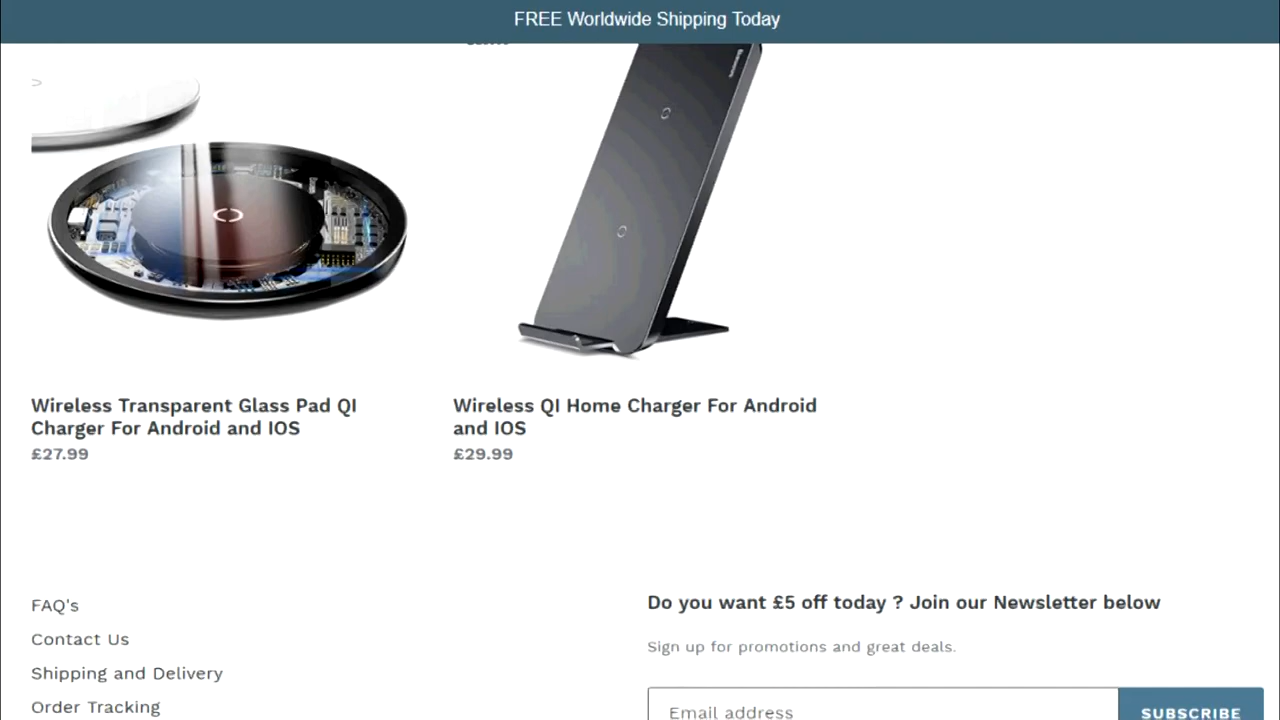 FREE Worldwide Shipping Today
Wireless Transparent Glass Pad QI
Charger For Android and IOS
£27.99
Wireless QI Home Charger For Android
and IOS
£29.99
FAQ's
Contact Us
Shipping and Delivery
Order Tracking
Do you want £5 off today ? Join our Newsletter below
Sign up for promotions and great deals.
Email address
SUBSCRIBE